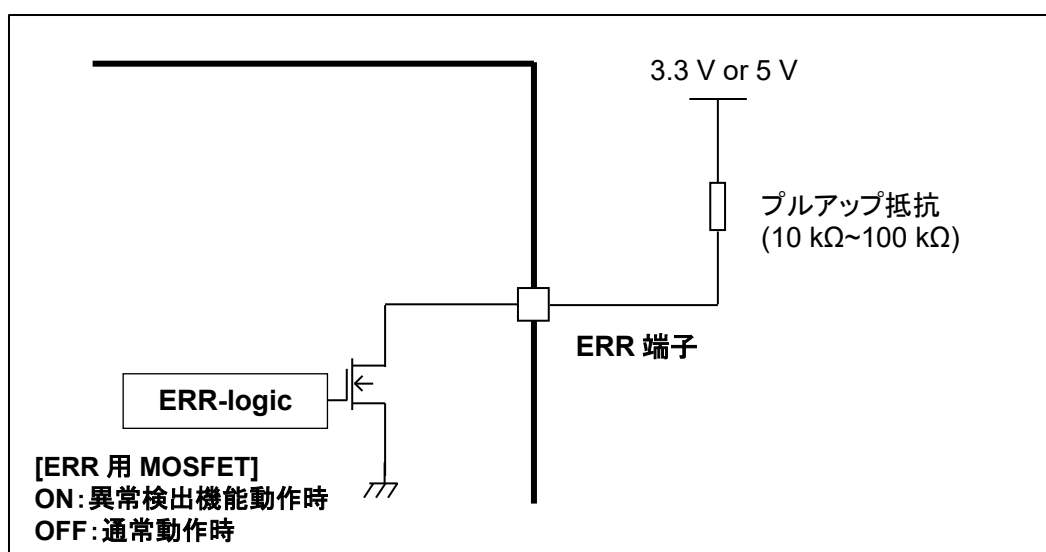 3.3 V or 5 V
プルアップ抵抗
(10 kΩ~100 kΩ)
ERR 端子
ERR-logic
[ERR 用 MOSFET]
ON：異常検出機能動作時
OFF：通常動作時